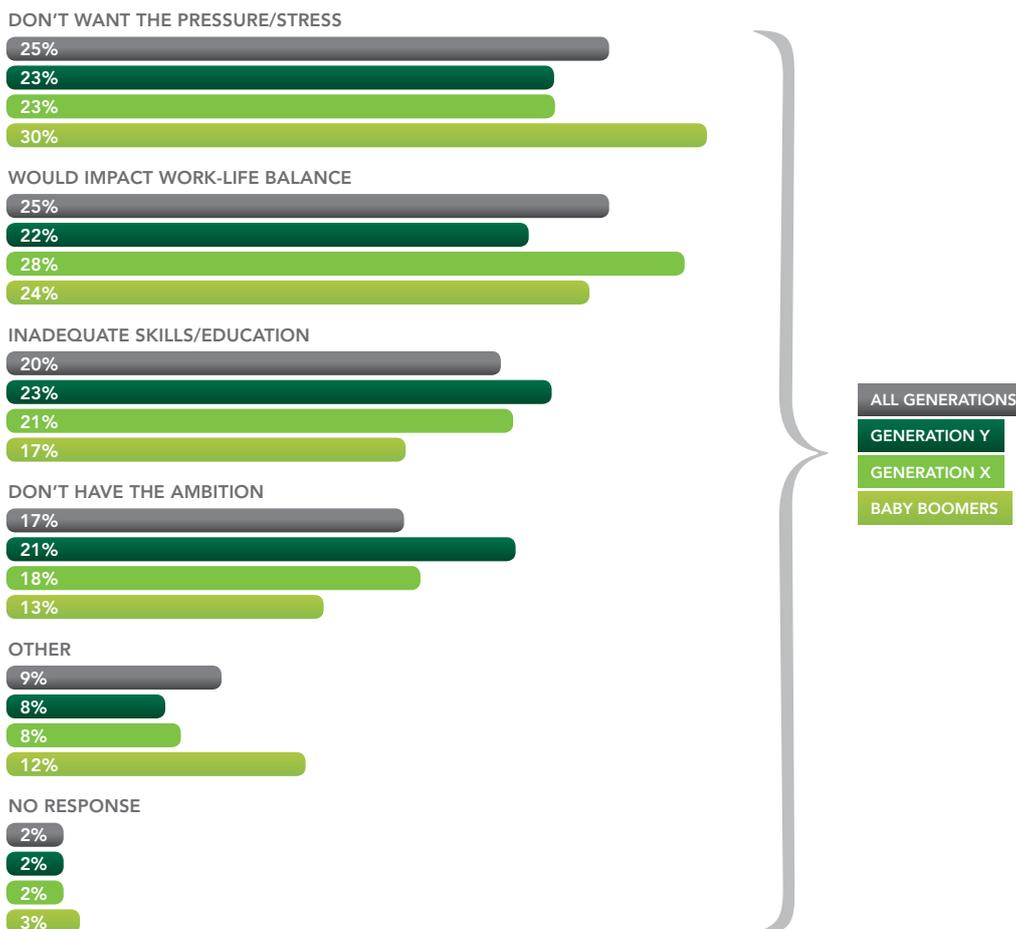 DON'T WANT THE PRESSURE/STRESS
25%
23%
23%
30%
WOULD IMPACT WORK-LIFE BALANCE
25%
22%
28%
24%
INADEQUATE SKILLS/EDUCATION
20%
23%
21%
17%
DON'T HAVE THE AMBITION
17%
21%
18%
13%
OTHER
9%
8%
8%
12%
NO RESPONSE
2%
2%
2%
3%
ALL GENERATIONS
GENERATION Y
GENERATION X
BABY BOOMERS